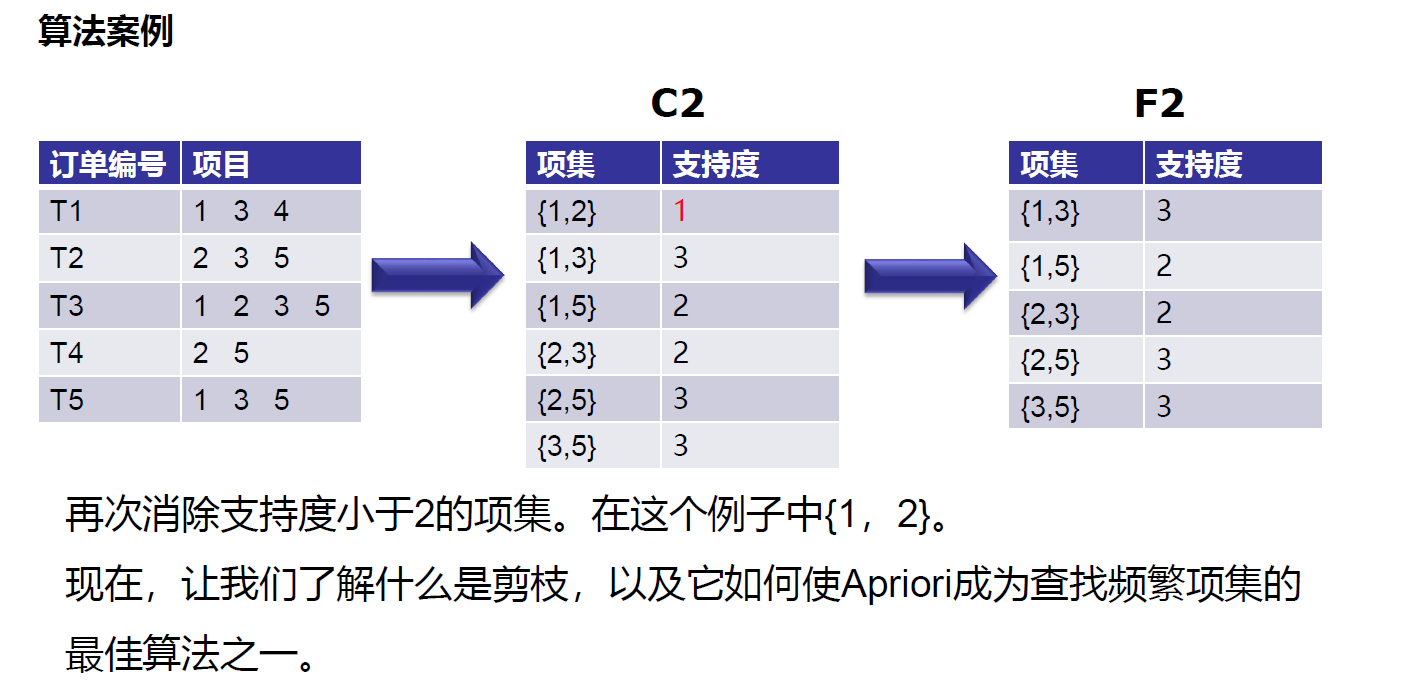 算法案例
C2
F2
订单编号 项目
T1 1 3 4
T2 2 3 5
T3 1 2 3 5
T4 2 5
T5 1 3 5
项集 支持度
{1,2} 1
{1,3} 3
{1,5} 2
{2,3} 2
{2,5} 3
{3,5} 3
项集 支持度
{1,3} 3
{1,5} 2
{2,3} 2
{2,5} 3
{3,5} 3
再次消除支持度小于2的项集。在这个例子中{1，2}。
现在，让我们了解什么是剪枝，以及它如何使Apriori成为查找频繁项集的
最佳算法之一。